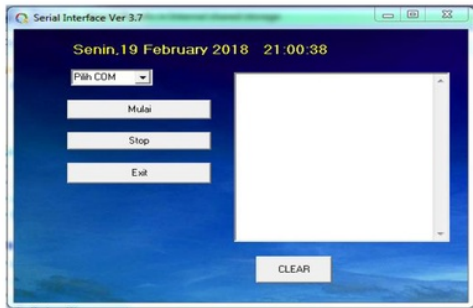 Serial Interface Ver 3.7
Senin,19 February 2018 21:00:38
Pilih COM
Mulai
Stop
Exit
CLEAR